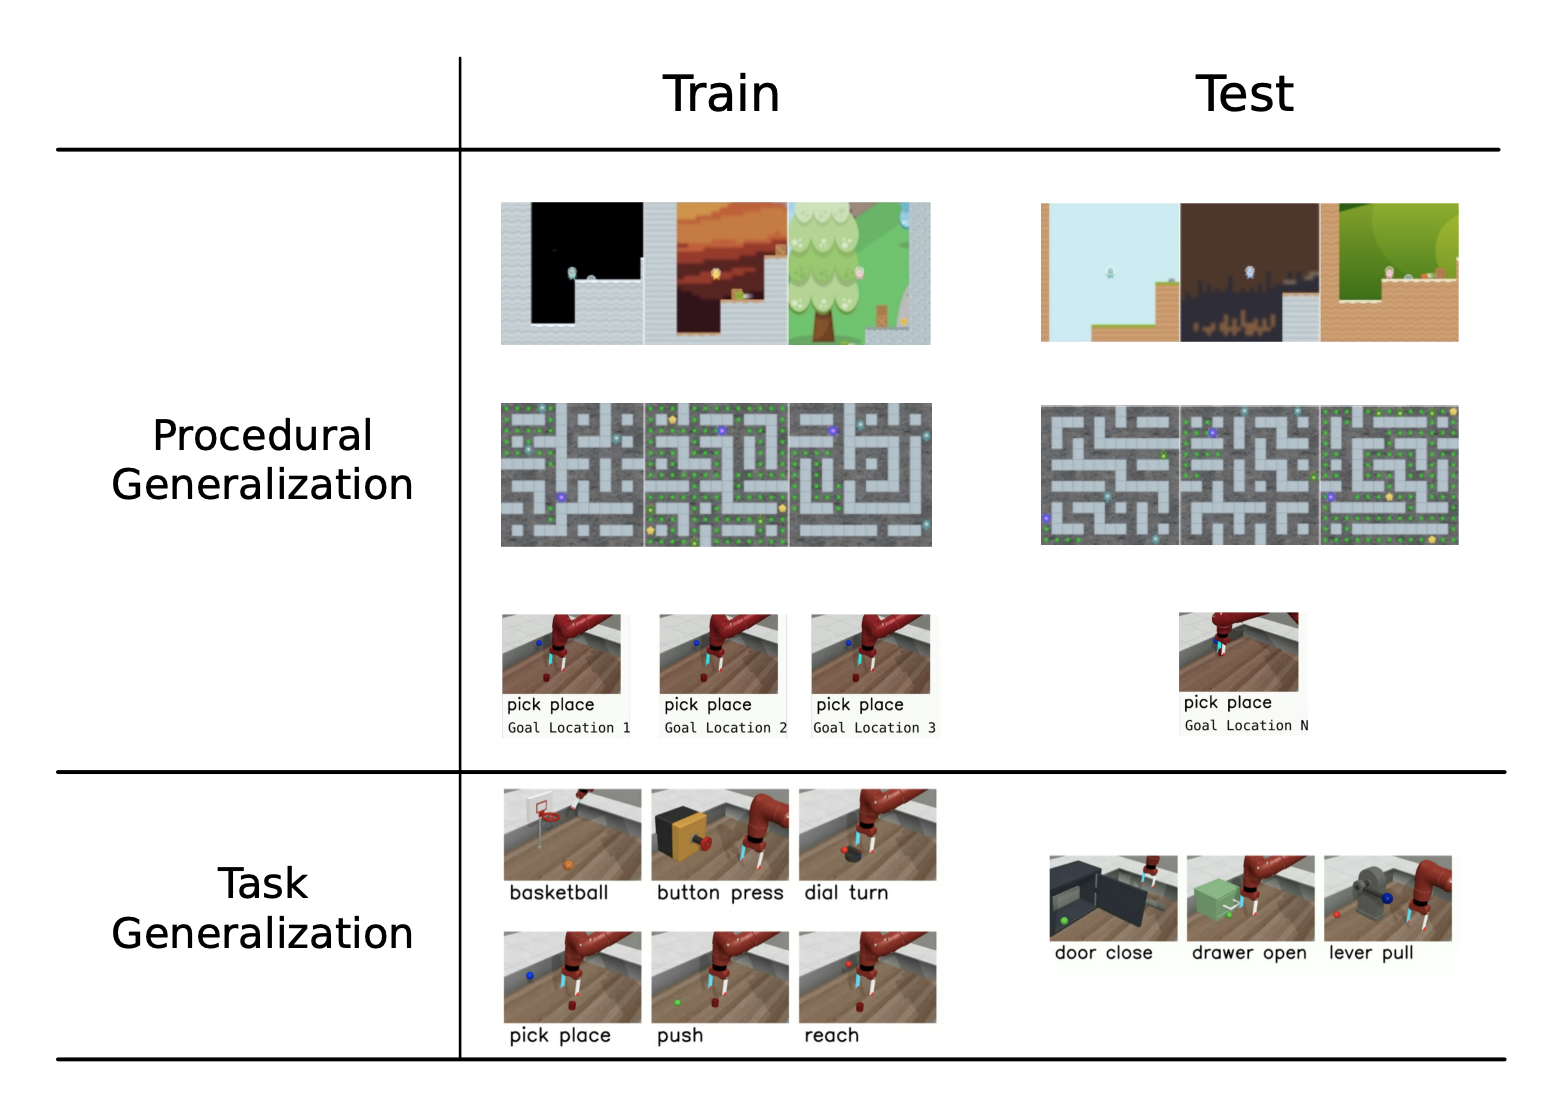 Train
Test
Procedural
Generalization
pick place
Goal Location 1
pick place
Goal Location 2
pick place
Goal Location 3
pick place
Goal Location N
Task
Generalization
basketball
button press
dial turn
pick place
push
reach
door close
drawer open
lever pull